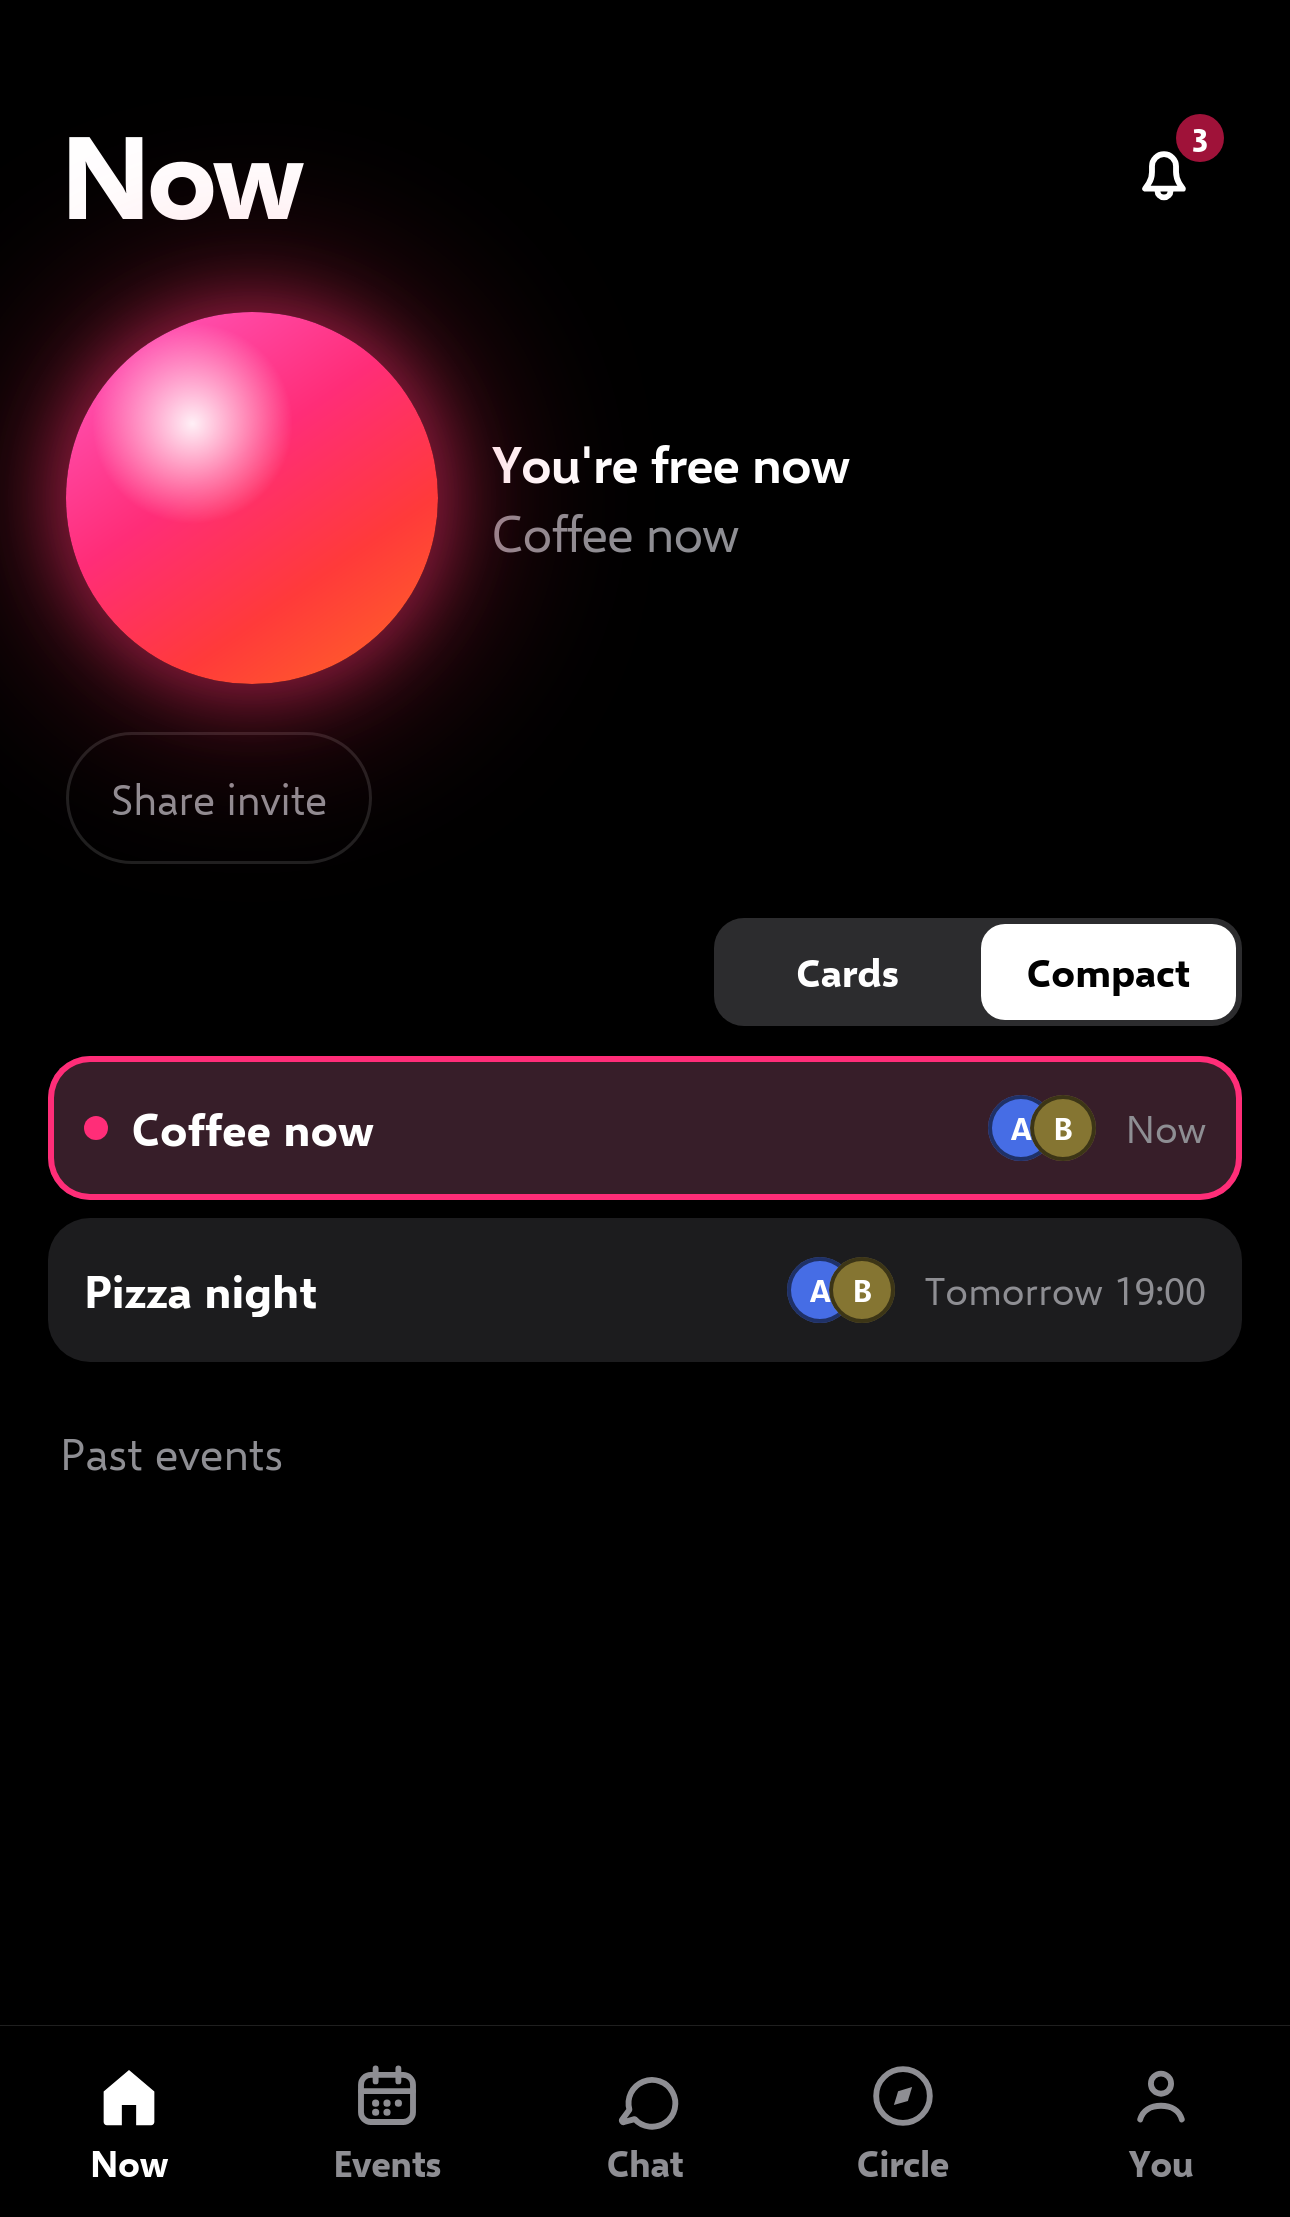 Now
3
You're free now
Coffee now
Share invite
Cards Compact
Coffee now A B Now
Pizza night A B Tomorrow 19:00
Past events
Now Events Chat Circle You